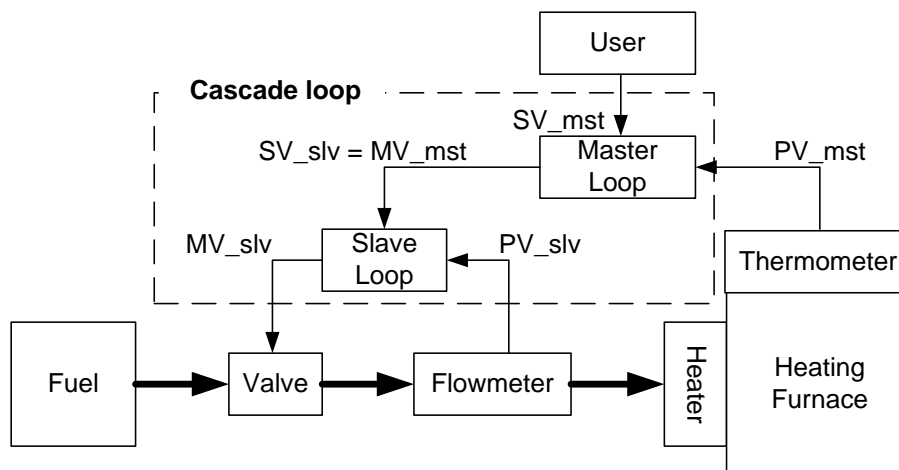 User
Cascade loop
SV_mst
SV_slv = MV_mst
Master
Loop
PV_mst
MV_slv
Slave
Loop
PV_slv
Thermometer
Fuel
Valve
Flowmeter
Heater
Heating
Furnace